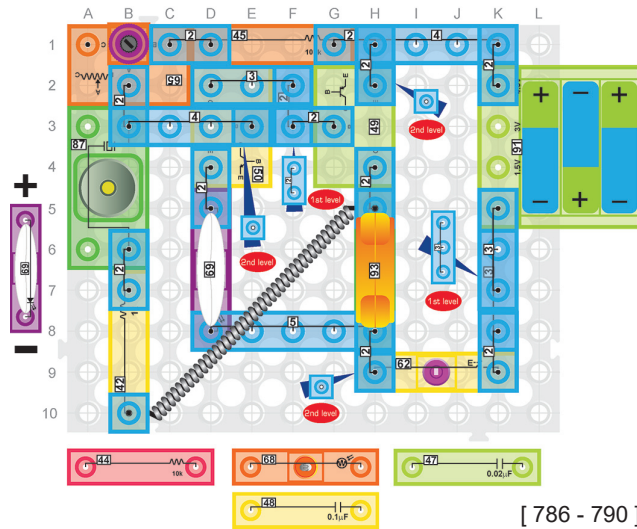 A B C D E F G H I J K L
1 2 45 10k 2 4
C B
2 2 65 3 2 B E 2 2
A
2nd level
3 4 2 49 3V 91
87
4 2 B E 50 2 2 1.5V
1st level
+
5
69
6 2 69 2nd level 93 3 3
7 1st level
−
8 5
2 2
9 42 62 E
2nd level
10
44 10k
68
47 0.02µF
48 0.1µF
[ 786 - 790 ]